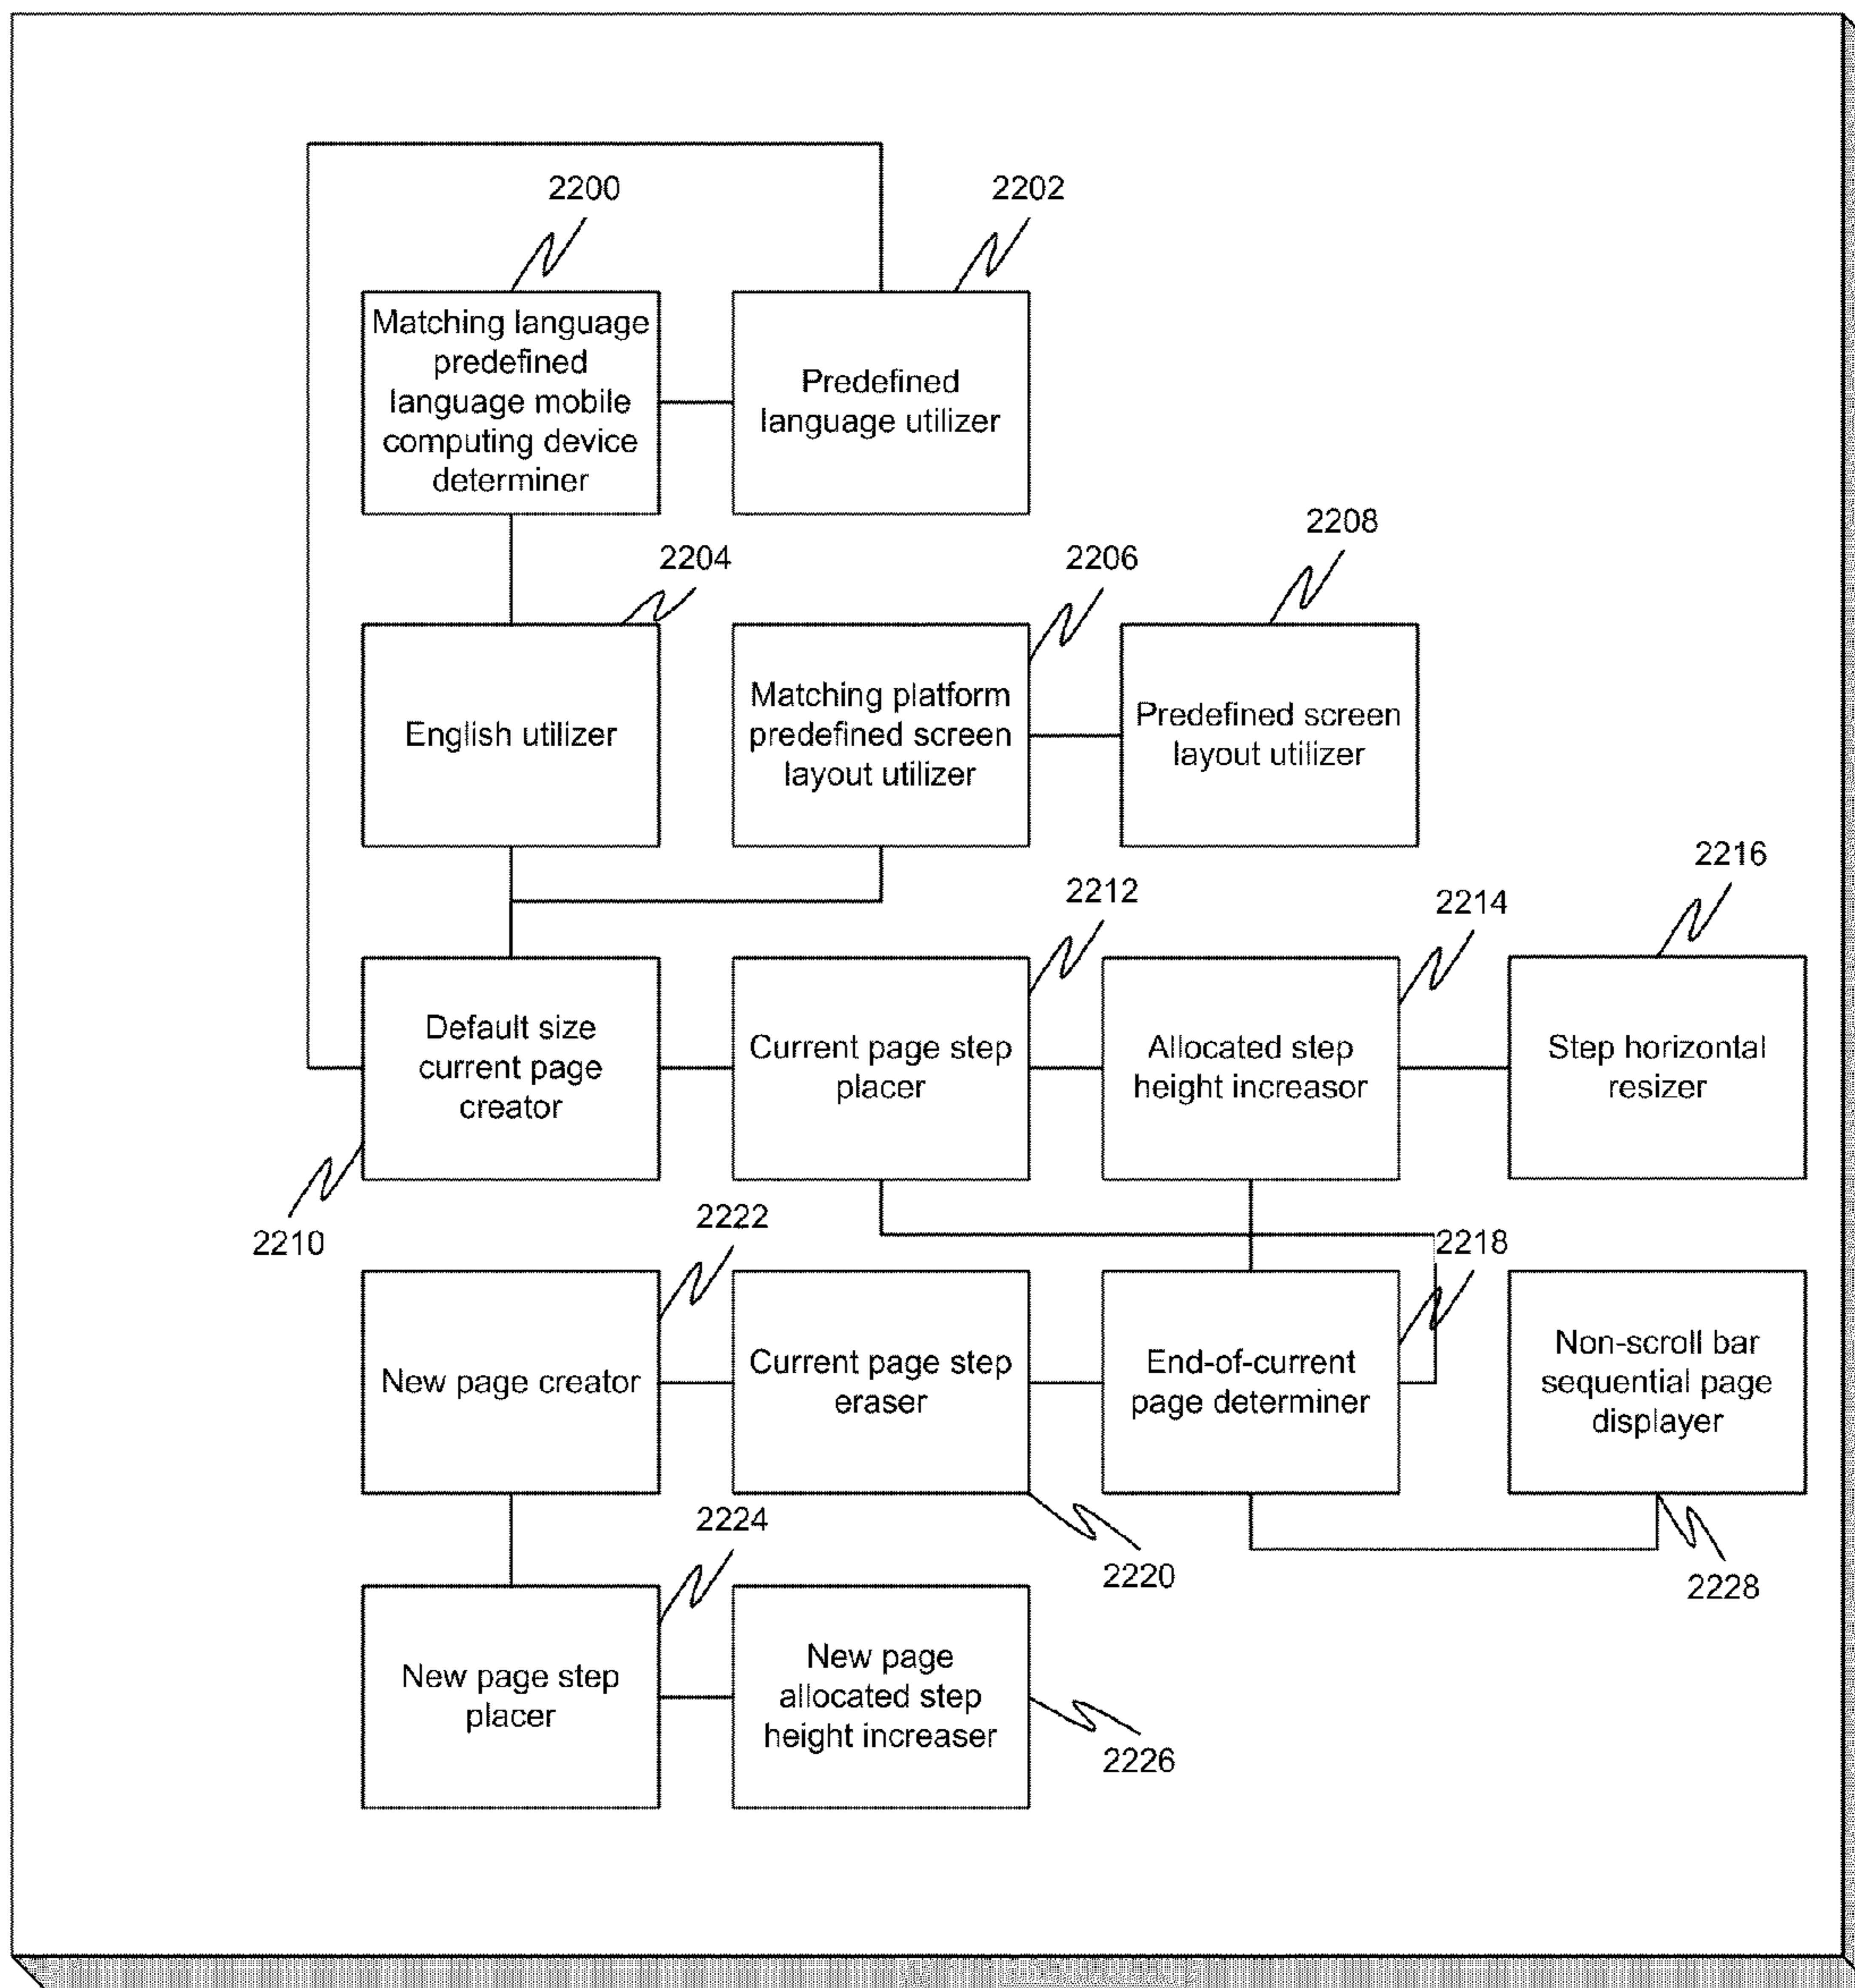 2200
2202
Matching language
predefined
language mobile
computing device
determiner
Predefined
language utilizer
2204
2206
2208
English utilizer
Matching platform
predefined screen
layout utilizer
Predefined screen
layout utilizer
2212
2214
2216
Default size
current page
creator
Current page step
placer
Allocated step
height increasor
Step horizontal
resizer
2210
2222
2218
New page creator
Current page step
eraser
End-of-current
page determiner
Non-scroll bar
sequential page
displayer
2224
2220
2228
New page step
placer
New page
allocated step
height increaser
2226